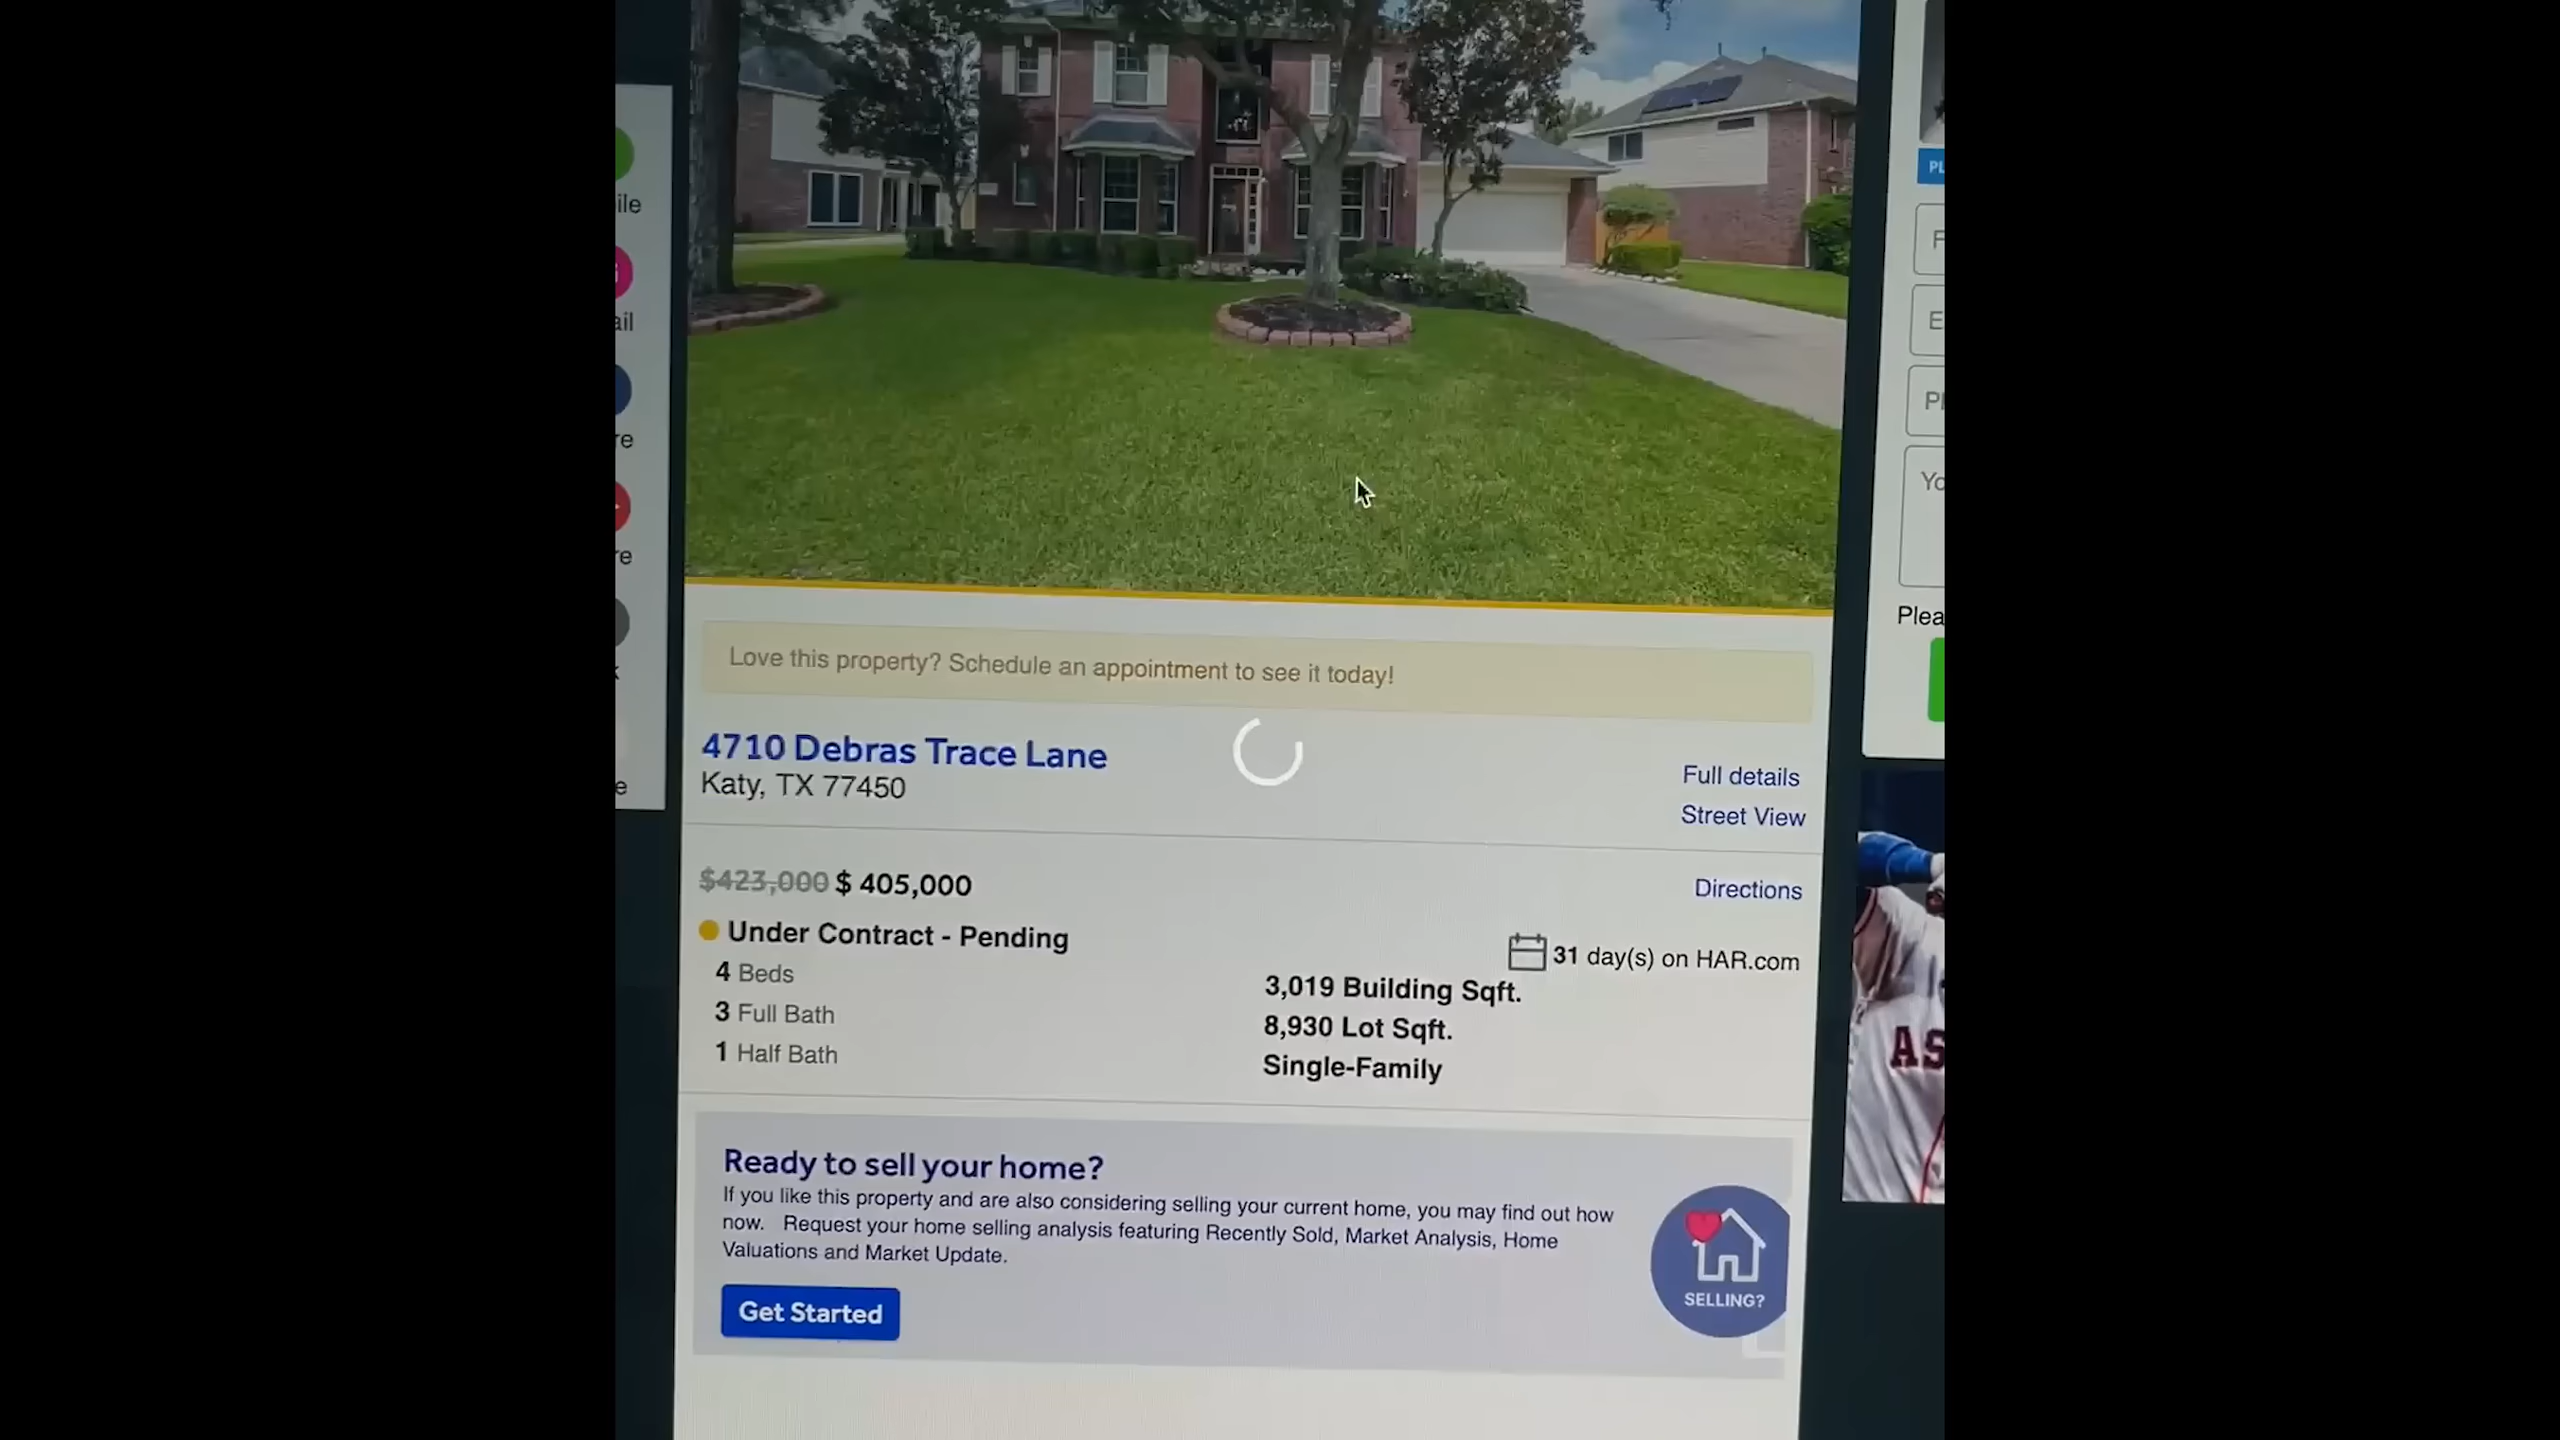 Love this property? Schedule an appointment to see it today!
4710 Debras Trace Lane
Katy, TX 77450
Full details
Street View
$423,000 $ 405,000
Directions
Under Contract - Pending
31 day(s) on HAR.com
4 Beds
3 Full Bath
1 Half Bath
3,019 Building Sqft.
8,930 Lot Sqft.
Single-Family
Ready to sell your home?
If you like this property and are also considering selling your current home, you may find out how
now. Request your home selling analysis featuring Recently Sold, Market Analysis, Home
Valuations and Market Update.
Get Started
SELLING?